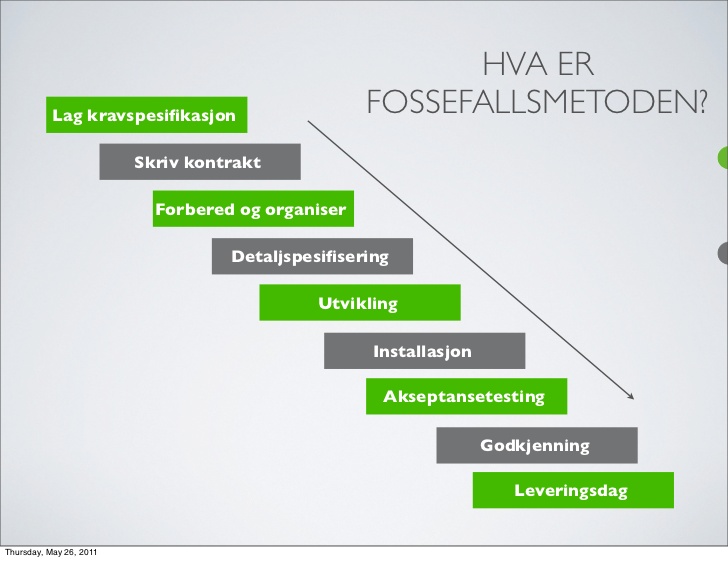 HVA ER
FOSSEFALLSMETODEN?
Lag kravspesifikasjon
Skriv kontrakt
Forbered og organiser
Detaljspesifisering
Utvikling
Installasjon
Akseptansetesting
Godkjenning
Leveringsdag
Thursday, May 26, 2011